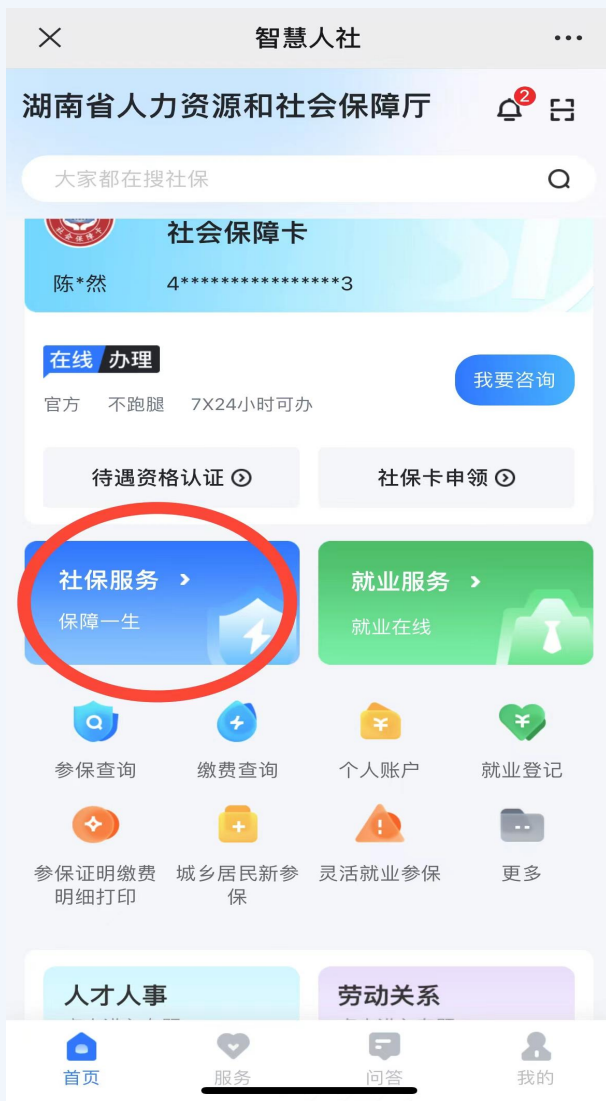 智慧人社
湖南省人力资源和社会保障厅
2
大家都在搜社保
社会保障卡
陈*然 4****************3
在线 办理
我要咨询
官方 不跑腿 7X24小时可办
待遇资格认证 社保卡申领
社保服务 就业服务
保障一生 就业在线
参保查询 缴费查询 个人账户 就业登记
参保证明缴费 城乡居民新参 灵活就业参保 更多
明细打印 保
人才人事 劳动关系
首页 服务 问答 我的